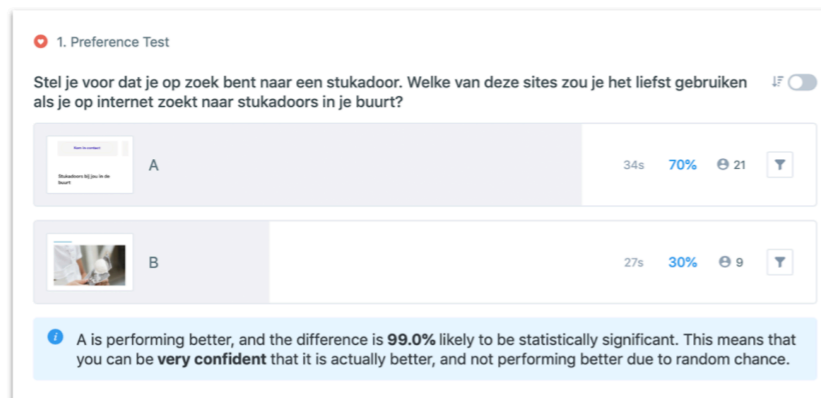 1. Preference Test
Stel je voor dat je op zoek bent naar een stukadoor. Welke van deze sites zou je het liefst gebruiken
als je op internet zoekt naar stukadoors in je buurt?
Stukadoors bij jou in de
buurt
A
34s 70% 21
B
27s 30% 9
A is performing better, and the difference is 99.0% likely to be statistically significant. This means that
you can be very confident that it is actually better, and not performing better due to random chance.